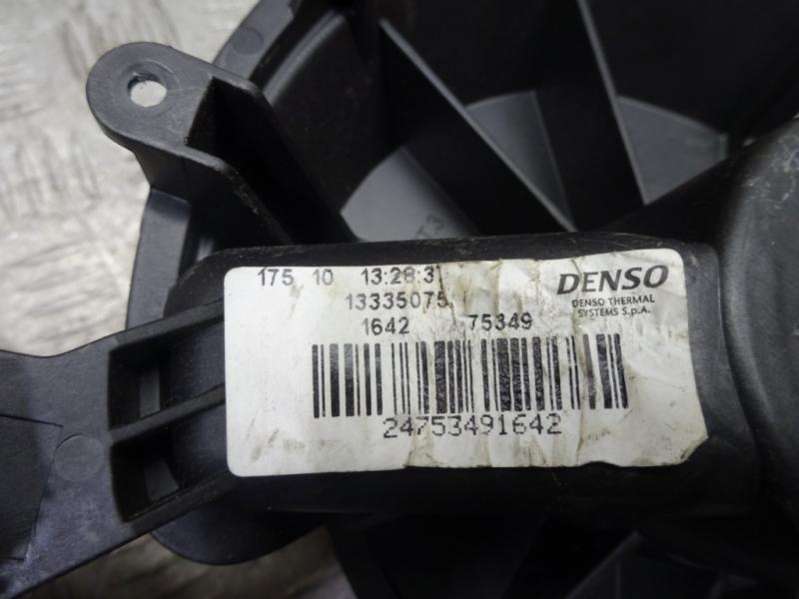 175 10 13:28:3
13335075
1642 75349
24753491642
DENSO
DENSO THERMAL
SYSTEMS S.p.A.